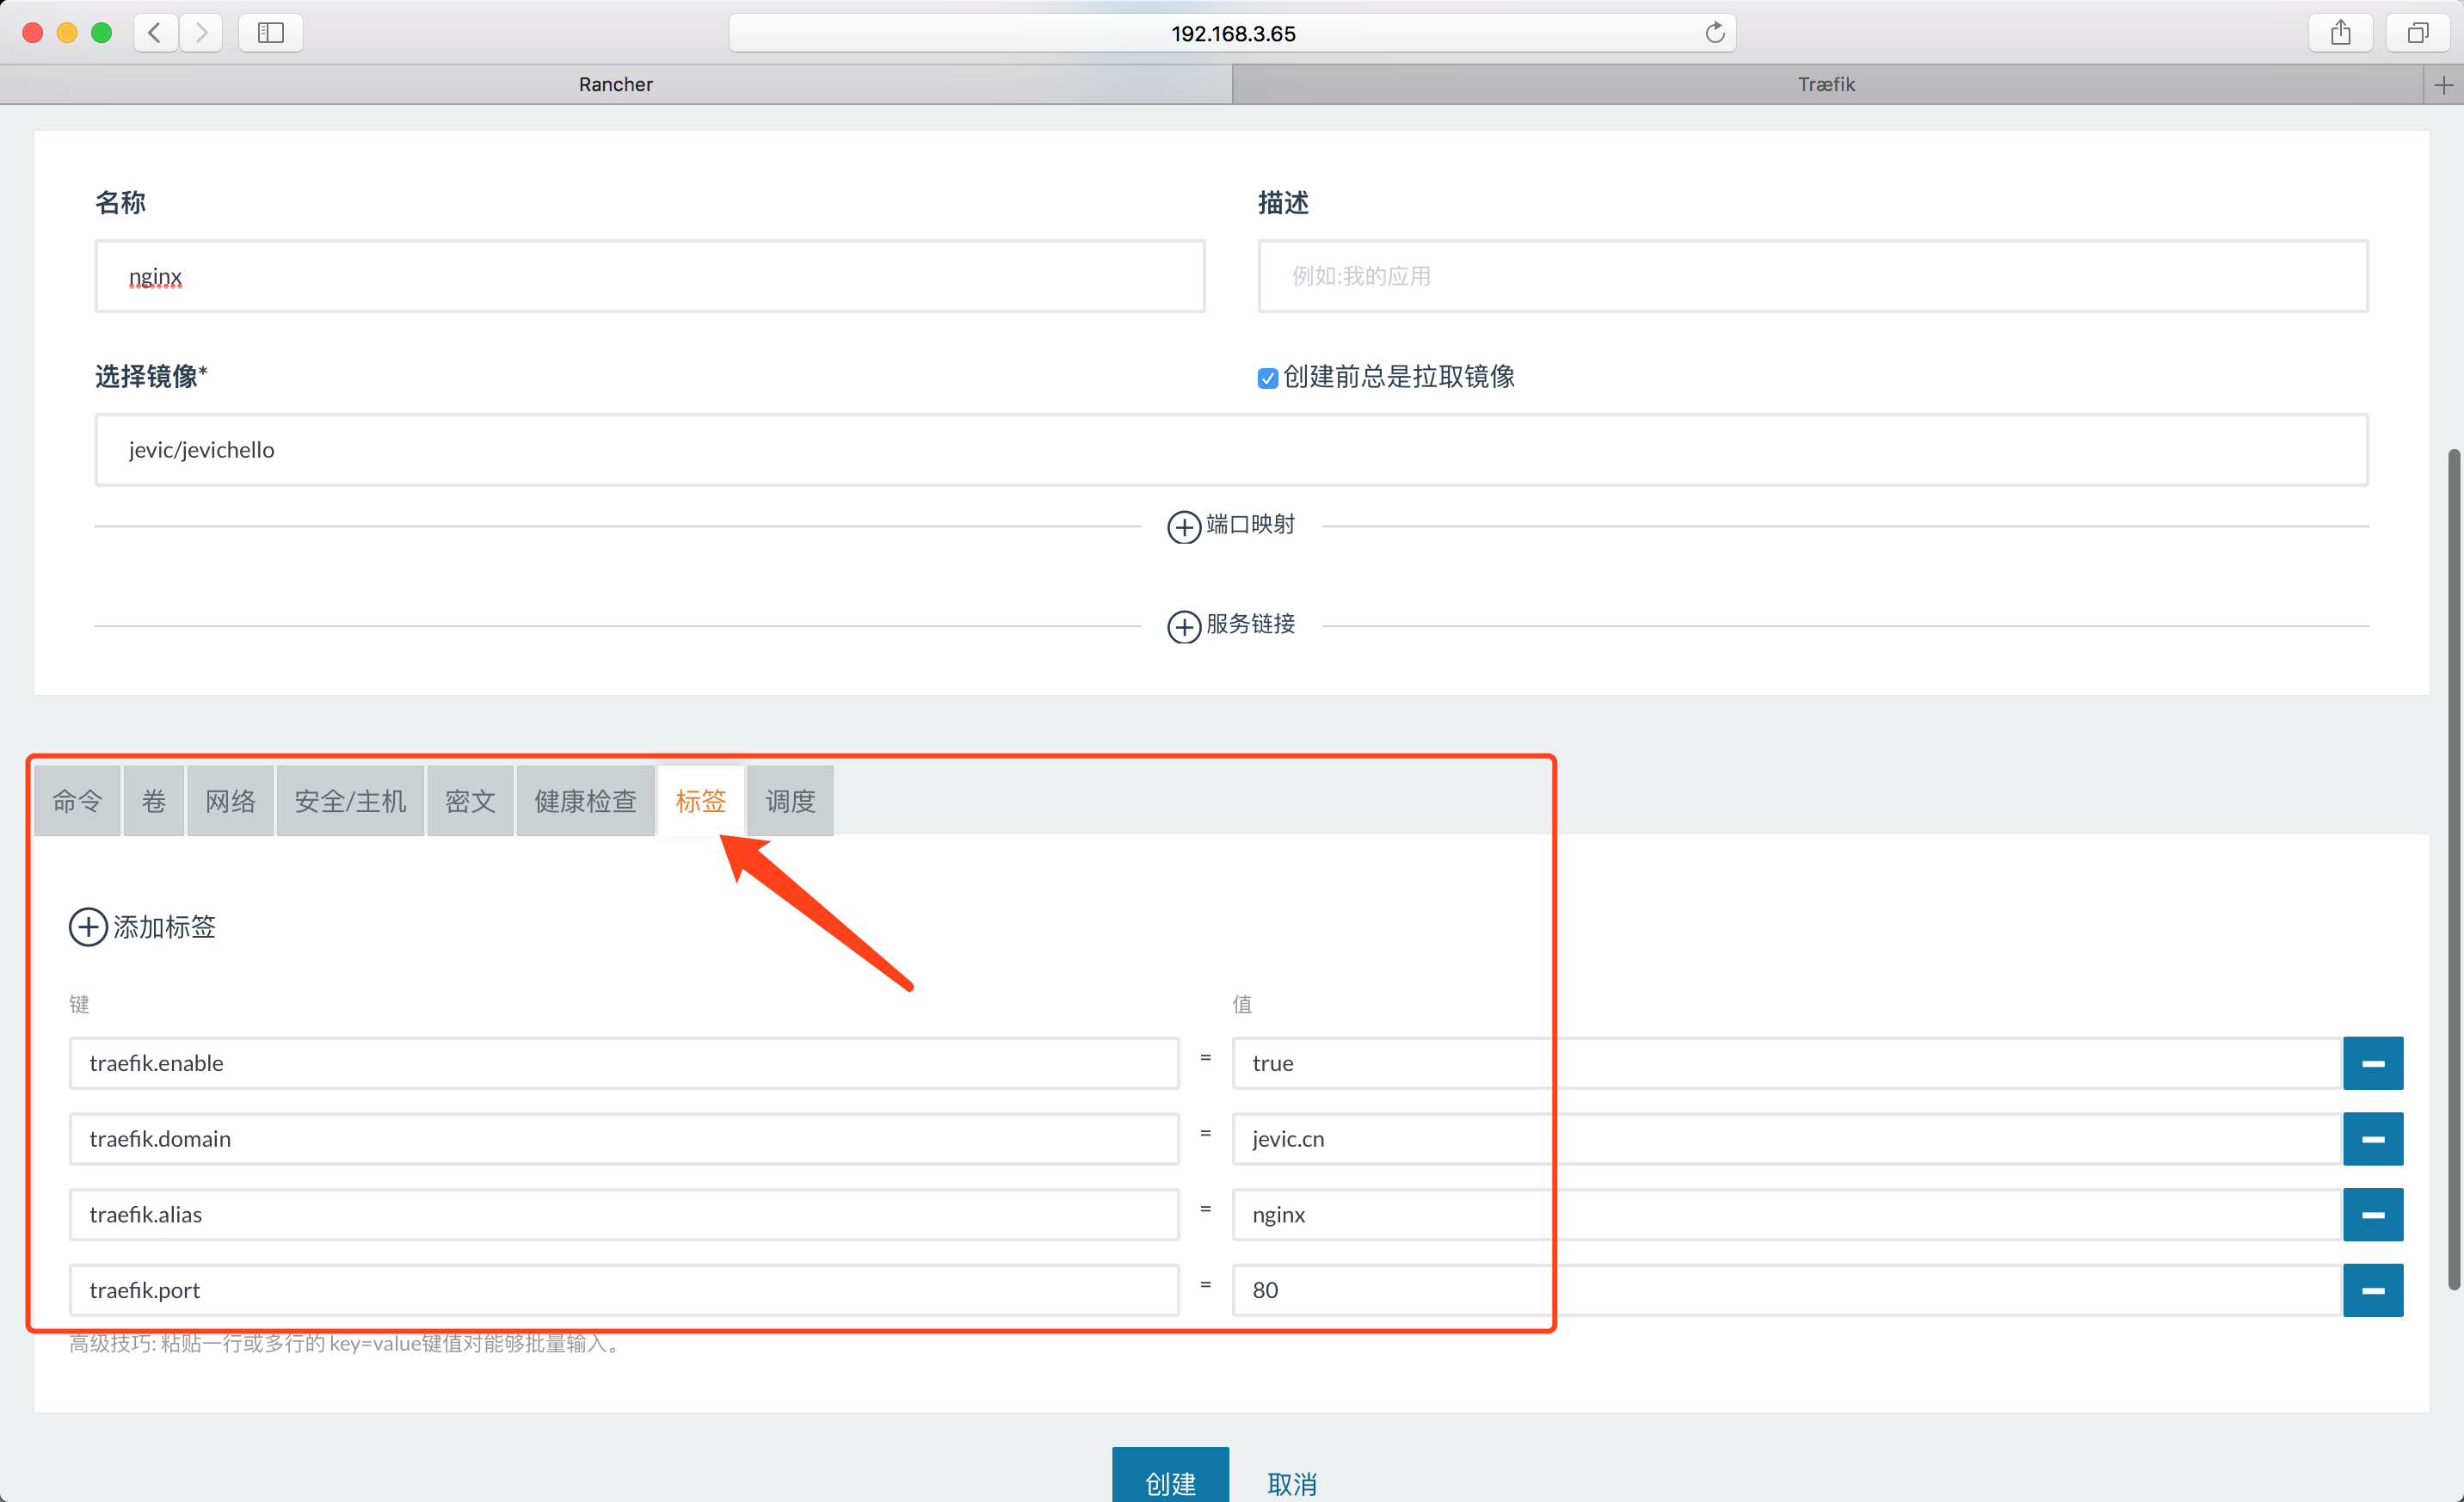 192.168.3.65
Rancher
Træfik
名称
描述
nginx
例如:我的应用
选择镜像*
创建前总是拉取镜像
jevic/jevichello
端口映射
服务链接
命令 卷 网络 安全/主机 密文 健康检查 标签 调度
添加标签
键
值
traefik.enable = true
traefik.domain = jevic.cn
traefik.alias = nginx
traefik.port = 80
高级技巧: 粘贴一行或多行的 key=value键值对能够批量输入。
创建
取消